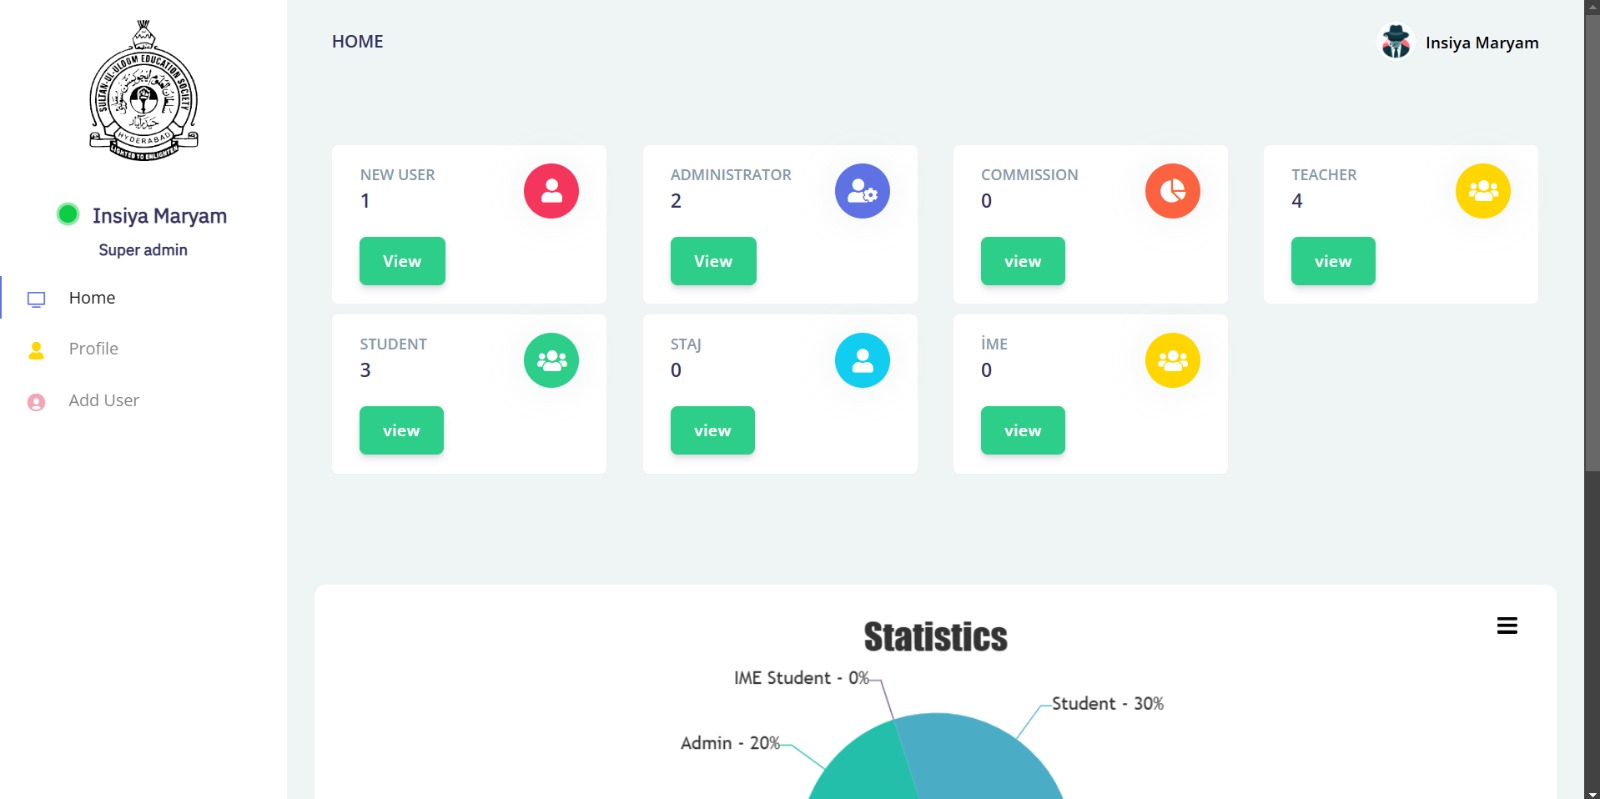 SULTAN-UL-ULOOM EDUCATION SOCIETY
HYDERABAD
Insiya Maryam
Super admin
Home
Profile
Add User
HOME
Insiya Maryam
NEW USER
1
View
ADMINISTRATOR
2
View
COMMISSION
0
view
TEACHER
4
view
STUDENT
3
view
STAJ
0
view
İME
0
view
Statistics
IME Student - 0%
Student - 30%
Admin - 20%